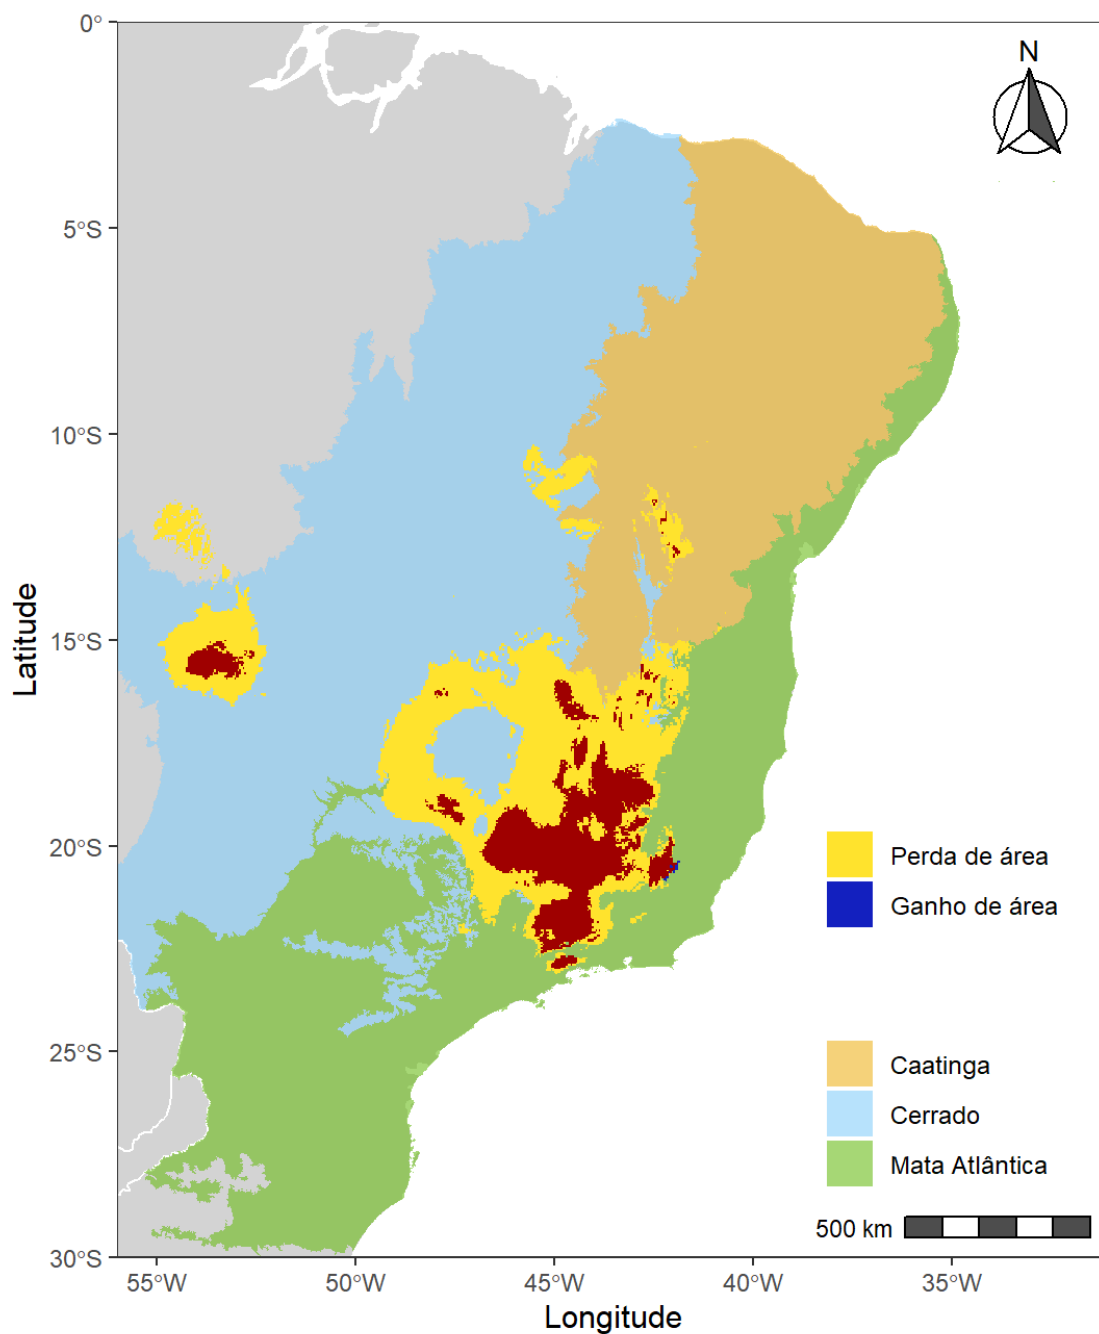 0°
N
5°S
10°S
15°S
20°S
25°S
30°S
Latitude
Perda de área
Ganho de área
Caatinga
Cerrado
Mata Atlântica
500 km
55°W
50°W
45°W
40°W
35°W
Longitude